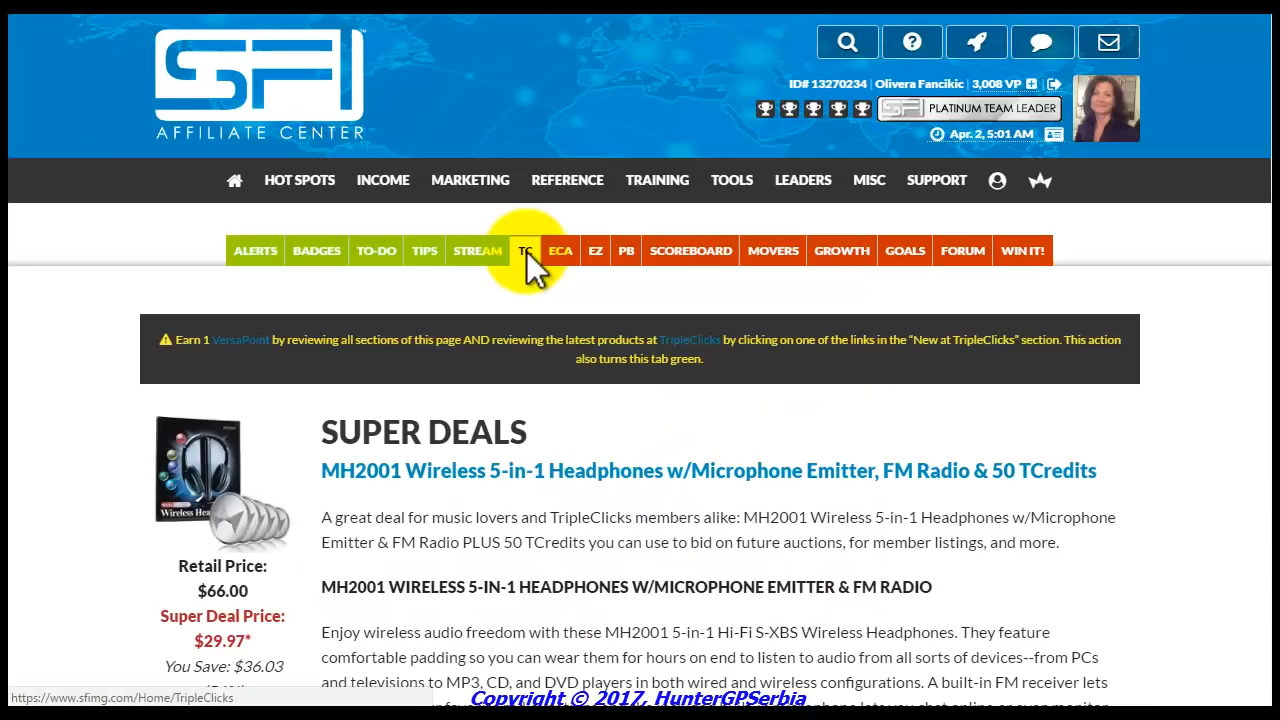 SFI
AFFILIATE CENTER
ID# 13270234 | Olivera Fancikic | 3,008 VP
SFI PLATINUM TEAM LEADER
Apr. 2, 5:01 AM
HOT SPOTS INCOME MARKETING REFERENCE TRAINING TOOLS LEADERS MISC SUPPORT
ALERTS BADGES TO-DO TIPS STREAM TC ECA EZ PB SCOREBOARD MOVERS GROWTH GOALS FORUM WIN IT!
Earn 1 VersaPoint by reviewing all sections of this page AND reviewing the latest products at TripleClicks by clicking on one of the links in the "New at TripleClicks" section. This action
also turns this tab green.
SUPER DEALS
MH2001 Wireless 5-in-1 Headphones w/Microphone Emitter, FM Radio & 50 TCredits
A great deal for music lovers and TripleClicks members alike: MH2001 Wireless 5-in-1 Headphones w/Microphone
Emitter & FM Radio PLUS 50 TCredits you can use to bid on future auctions, for member listings, and more.
Retail Price:
$66.00
Super Deal Price:
$29.97*
You Save: $36.03
MH2001 WIRELESS 5-IN-1 HEADPHONES W/MICROPHONE EMITTER & FM RADIO
Enjoy wireless audio freedom with these MH2001 5-in-1 Hi-Fi S-XBS Wireless Headphones. They feature
comfortable padding so you can wear them for hours on end to listen to audio from all sorts of devices--from PCs
and televisions to MP3, CD, and DVD players in both wired and wireless configurations. A built-in FM receiver lets
https://www.sfimg.com/Home/TripleClicks
Copyright © 2017, HunterGPSerbia